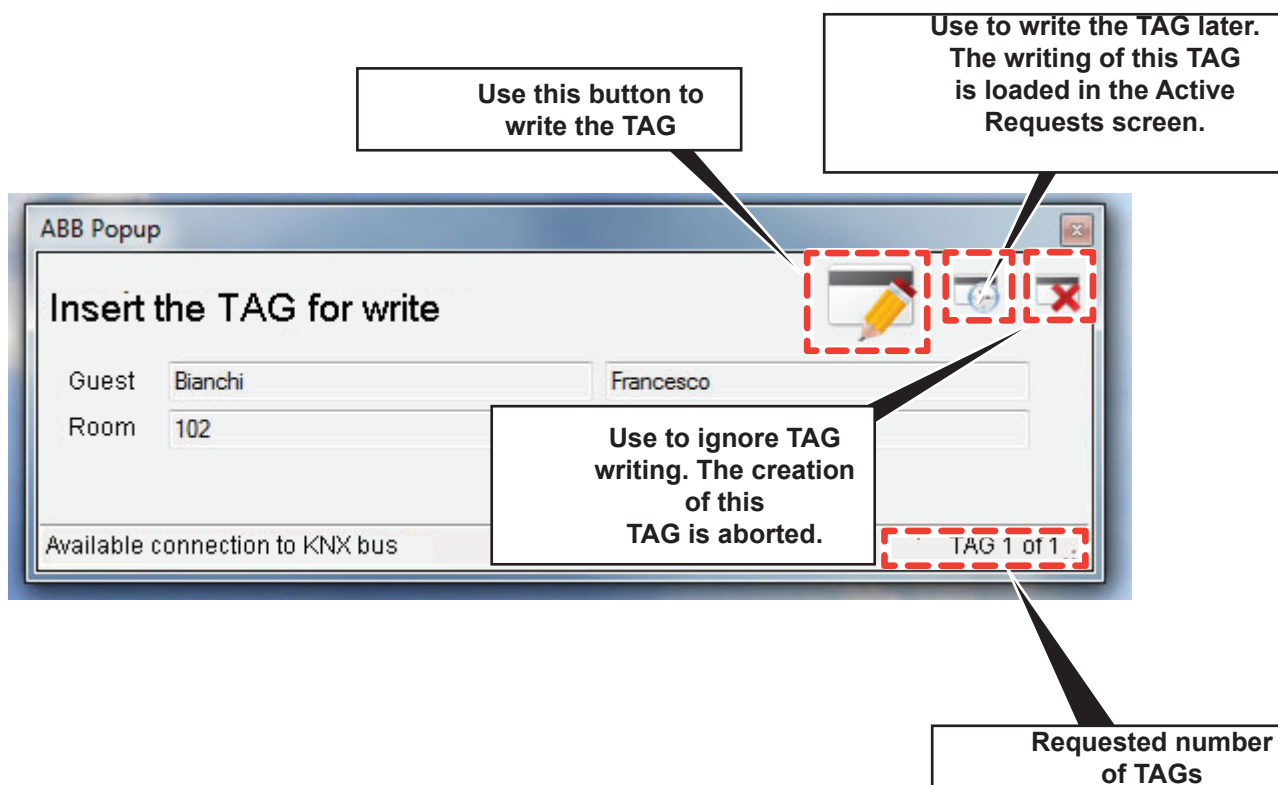 Use to write the TAG later.
The writing of this TAG
is loaded in the Active
Requests screen.
Use this button to
write the TAG
ABB Popup
Insert the TAG for write
Guest Bianchi Francesco
Room 102
Use to ignore TAG
writing. The creation
of this
TAG is aborted.
Available connection to KNX bus
TAG 1 of 1
Requested number
of TAGs